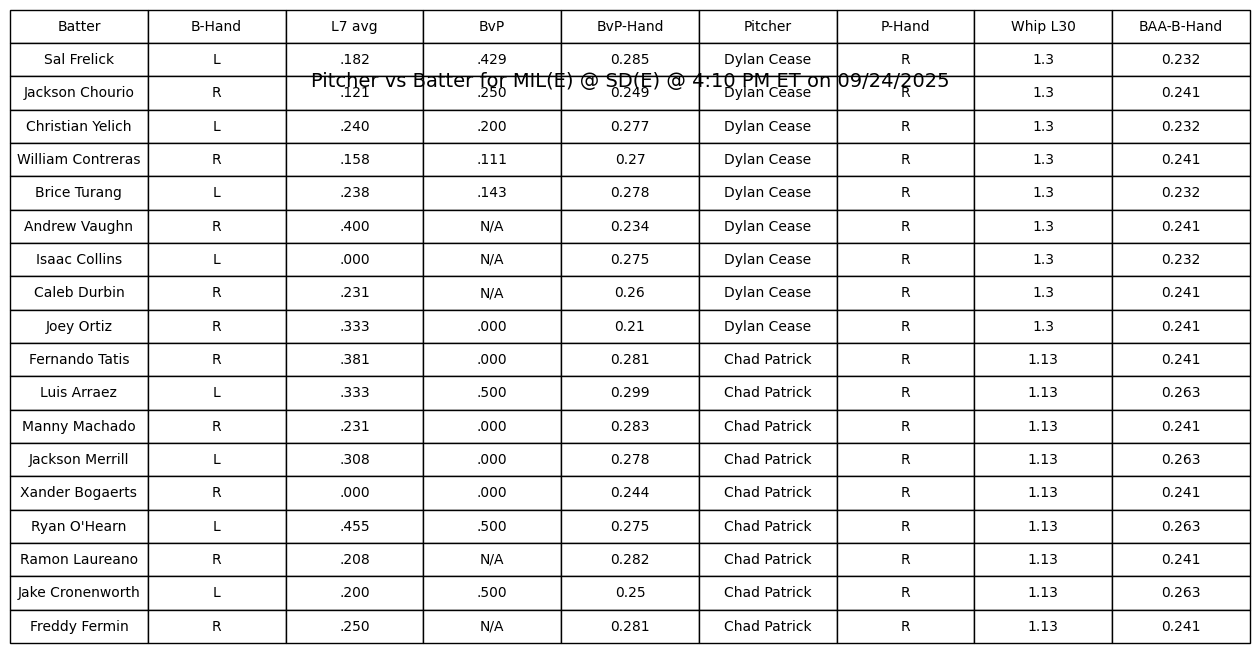 Batter B-Hand L7 avg BvP BvP-Hand Pitcher P-Hand Whip L30 BAA-B-Hand
Sal Frelick L .182 .429 0.285 Dylan Cease R 1.3 0.232
Pitcher vs Batter for MIL(E) @ SD(E) @ 4:10 PM ET on 09/24/2025
Jackson Chourio R .121 .250 0.249 Dylan Cease R 1.3 0.241
Christian Yelich L .240 .200 0.277 Dylan Cease R 1.3 0.232
William Contreras R .158 .111 0.27 Dylan Cease R 1.3 0.241
Brice Turang L .238 .143 0.278 Dylan Cease R 1.3 0.232
Andrew Vaughn R .400 N/A 0.234 Dylan Cease R 1.3 0.241
Isaac Collins L .000 N/A 0.275 Dylan Cease R 1.3 0.232
Caleb Durbin R .231 N/A 0.26 Dylan Cease R 1.3 0.241
Joey Ortiz R .333 .000 0.21 Dylan Cease R 1.3 0.241
Fernando Tatis R .381 .000 0.281 Chad Patrick R 1.13 0.241
Luis Arraez L .333 .500 0.299 Chad Patrick R 1.13 0.263
Manny Machado R .231 .000 0.283 Chad Patrick R 1.13 0.241
Jackson Merrill L .308 .000 0.278 Chad Patrick R 1.13 0.263
Xander Bogaerts R .000 .000 0.244 Chad Patrick R 1.13 0.241
Ryan O'Hearn L .455 .500 0.275 Chad Patrick R 1.13 0.263
Ramon Laureano R .208 N/A 0.282 Chad Patrick R 1.13 0.241
Jake Cronenworth L .200 .500 0.25 Chad Patrick R 1.13 0.263
Freddy Fermin R .250 N/A 0.281 Chad Patrick R 1.13 0.241